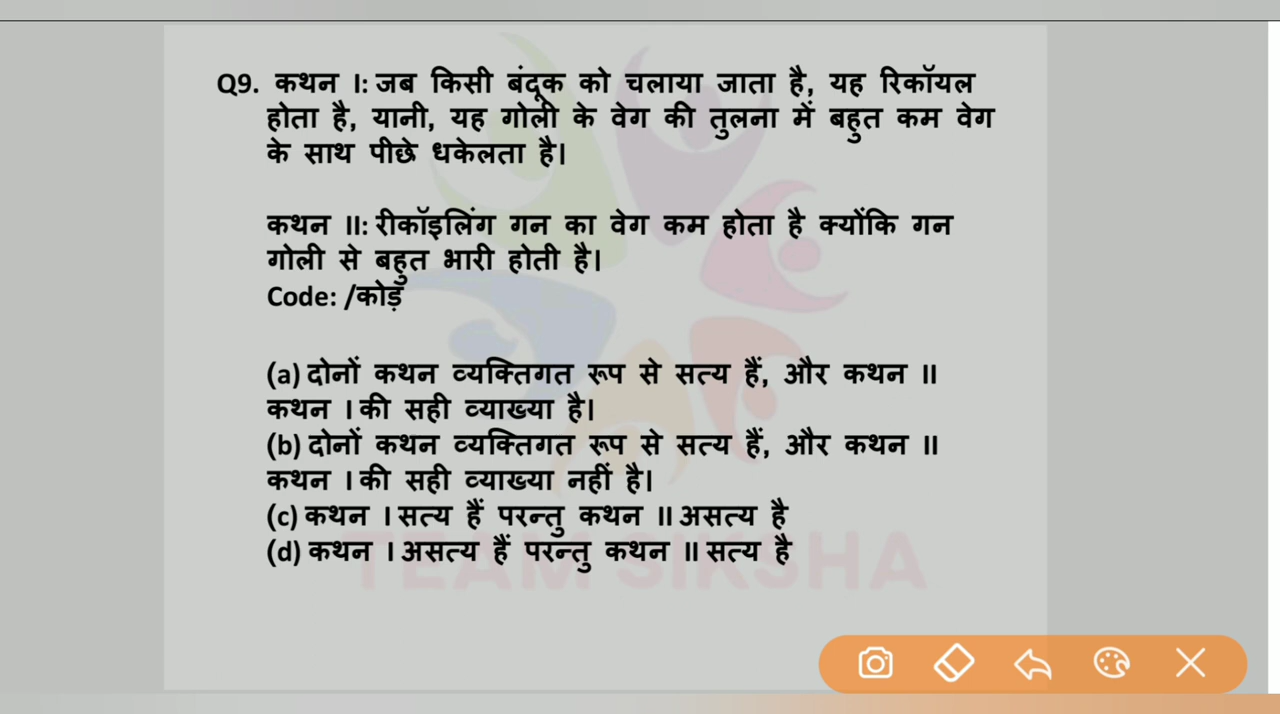 Q9. कथन I: जब किसी बंदूक को चलाया जाता है, यह रिकॉयल
होता है, यानी, यह गोली के वेग की तुलना में बहुत कम वेग
के साथ पीछे धकेलता है।
कथन II: रीकॉइलिंग गन का वेग कम होता है क्योंकि गन
गोली से बहुत भारी होती है।
Code: /कोड़
(a) दोनों कथन व्यक्तिगत रूप से सत्य हैं, और कथन II
कथन I की सही व्याख्या है।
(b) दोनों कथन व्यक्तिगत रूप से सत्य हैं, और कथन II
कथन I की सही व्याख्या नहीं है।
(c) कथन I सत्य हैं परन्तु कथन II असत्य है
(d) कथन I असत्य हैं परन्तु कथन II सत्य है
TEAM SIKSHA